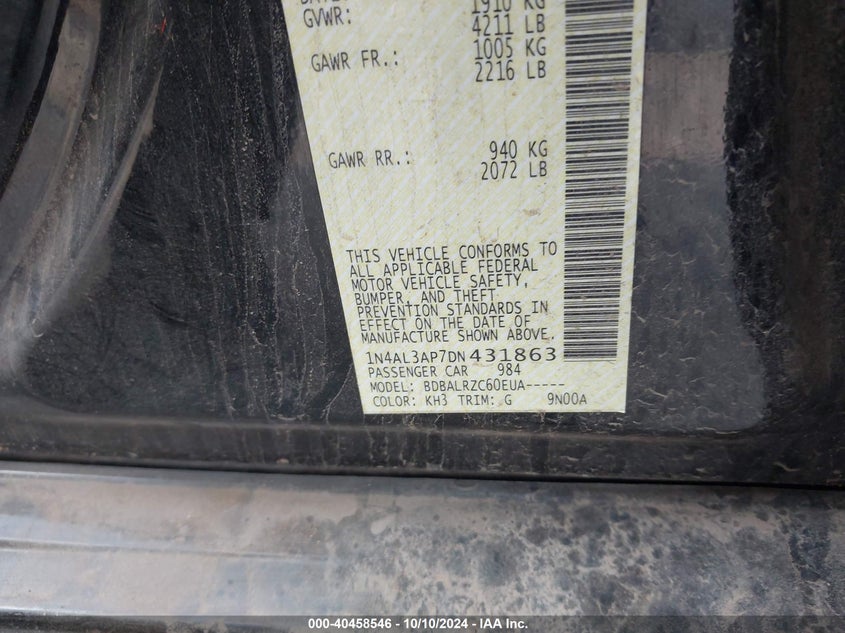 1910 KG
GVWR: 4211 LB
1005 KG
GAWR FR.: 2216 LB
940 KG
GAWR RR.: 2072 LB
THIS VEHICLE CONFORMS TO
ALL APPLICABLE FEDERAL
MOTOR VEHICLE SAFETY,
BUMPER, AND THEFT
PREVENTION STANDARDS IN
EFFECT ON THE DATE OF
MANUFACTURE SHOWN ABOVE.
1N4AL3AP7DN431863
PASSENGER CAR 984
MODEL: BDBALRZC60EUA-----
COLOR: KH3 TRIM: G 9N00A
000-40458546 - 10/10/2024 - IAA Inc.